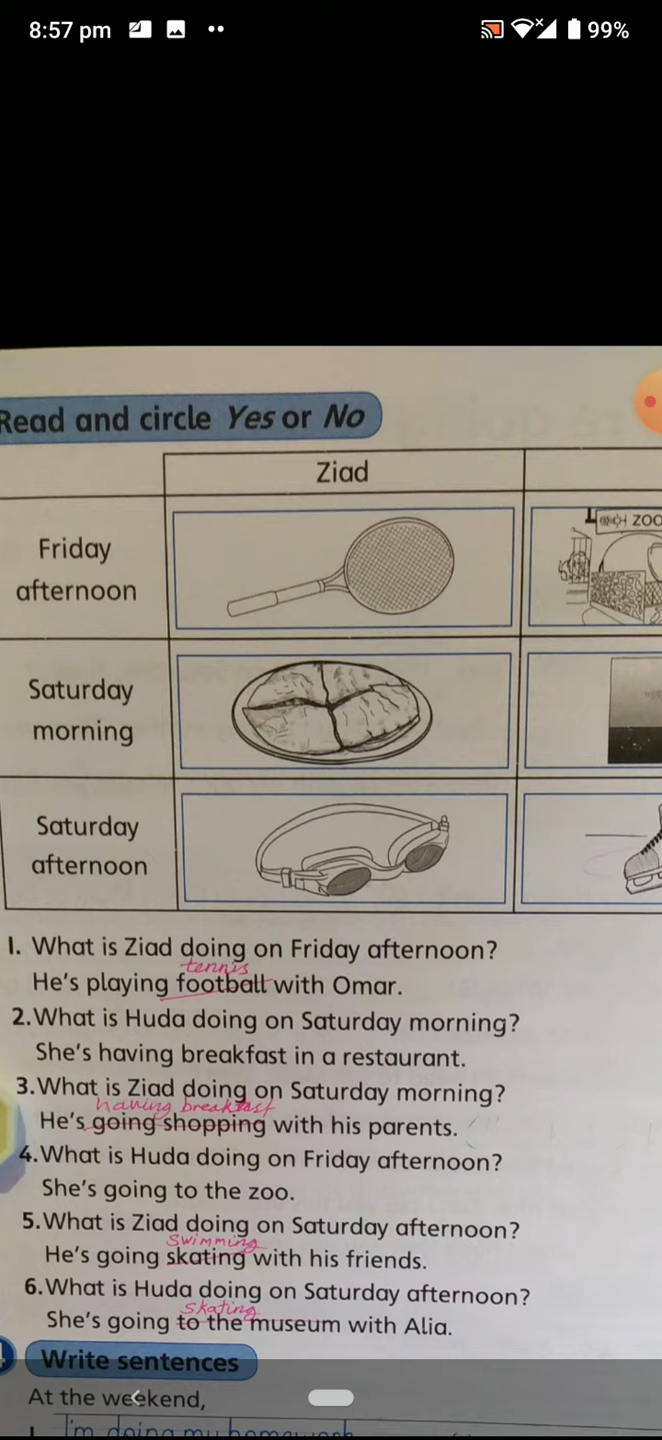 8:57 pm
99%
Read and circle Yes or No
Ziad
Friday
afternoon
ZOO
Saturday
morning
Saturday
afternoon
1. What is Ziad doing on Friday afternoon?
tennis
He's playing football with Omar.
2. What is Huda doing on Saturday morning?
She's having breakfast in a restaurant.
3. What is Ziad doing on Saturday morning?
having breakfast
He's going shopping with his parents.
4. What is Huda doing on Friday afternoon?
She's going to the zoo.
5. What is Ziad doing on Saturday afternoon?
swimming
He's going skating with his friends.
6. What is Huda doing on Saturday afternoon?
skating
She's going to the museum with Alia.
Write sentences
At the weekend,
1. I'm doing my homework